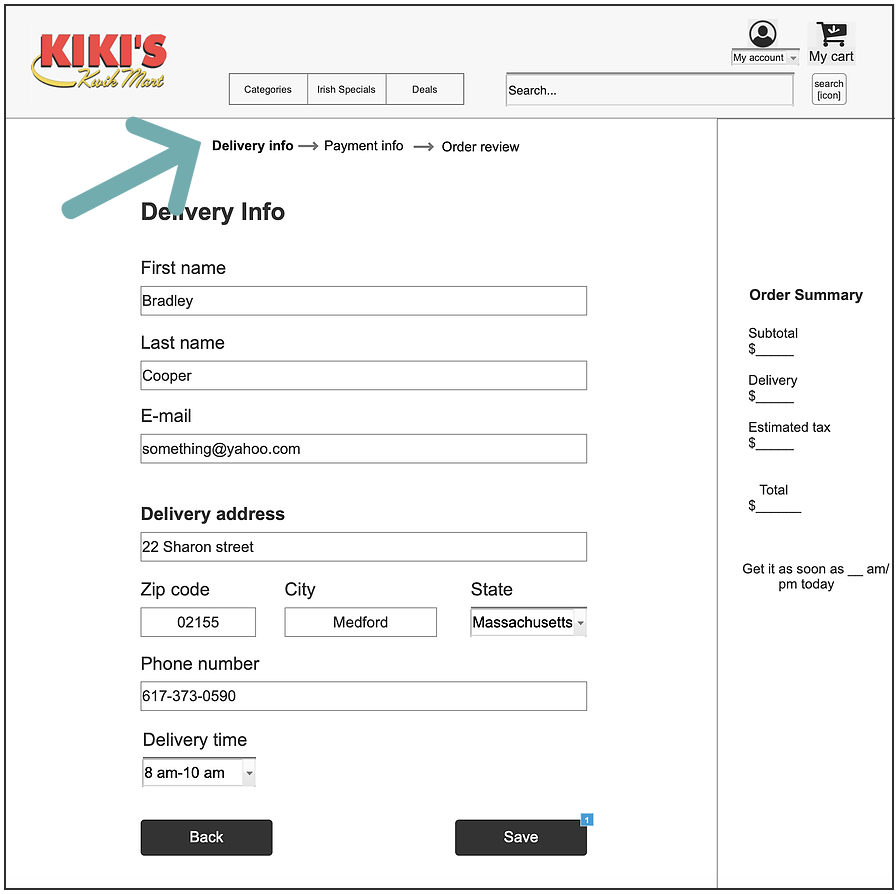 KIKI'S
Kwik Mart
My account
My cart
Categories
Irish Specials
Deals
Search...
search
[icon]
Delivery info
Payment info
Order review
Delivery Info
First name
Bradley
Last name
Cooper
E-mail
something@yahoo.com
Delivery address
22 Sharon street
Zip code
City
State
02155
Medford
Massachusetts
Phone number
617-373-0590
Delivery time
8 am-10 am
Back
Save
1
Order Summary
Subtotal
$_____
Delivery
$_____
Estimated tax
$_____
Total
$______
Get it as soon as __ am/
pm today